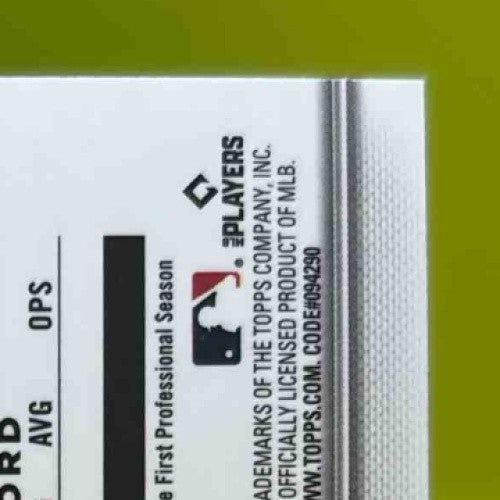 ORD
AVG OPS
e First Professional Season
MLB PLAYERS
ADEMARKS OF THE TOPPS COMPANY, INC.
OFFICIALLY LICENSED PRODUCT OF MLB.
WW.TOPPS.COM. CODE#094290